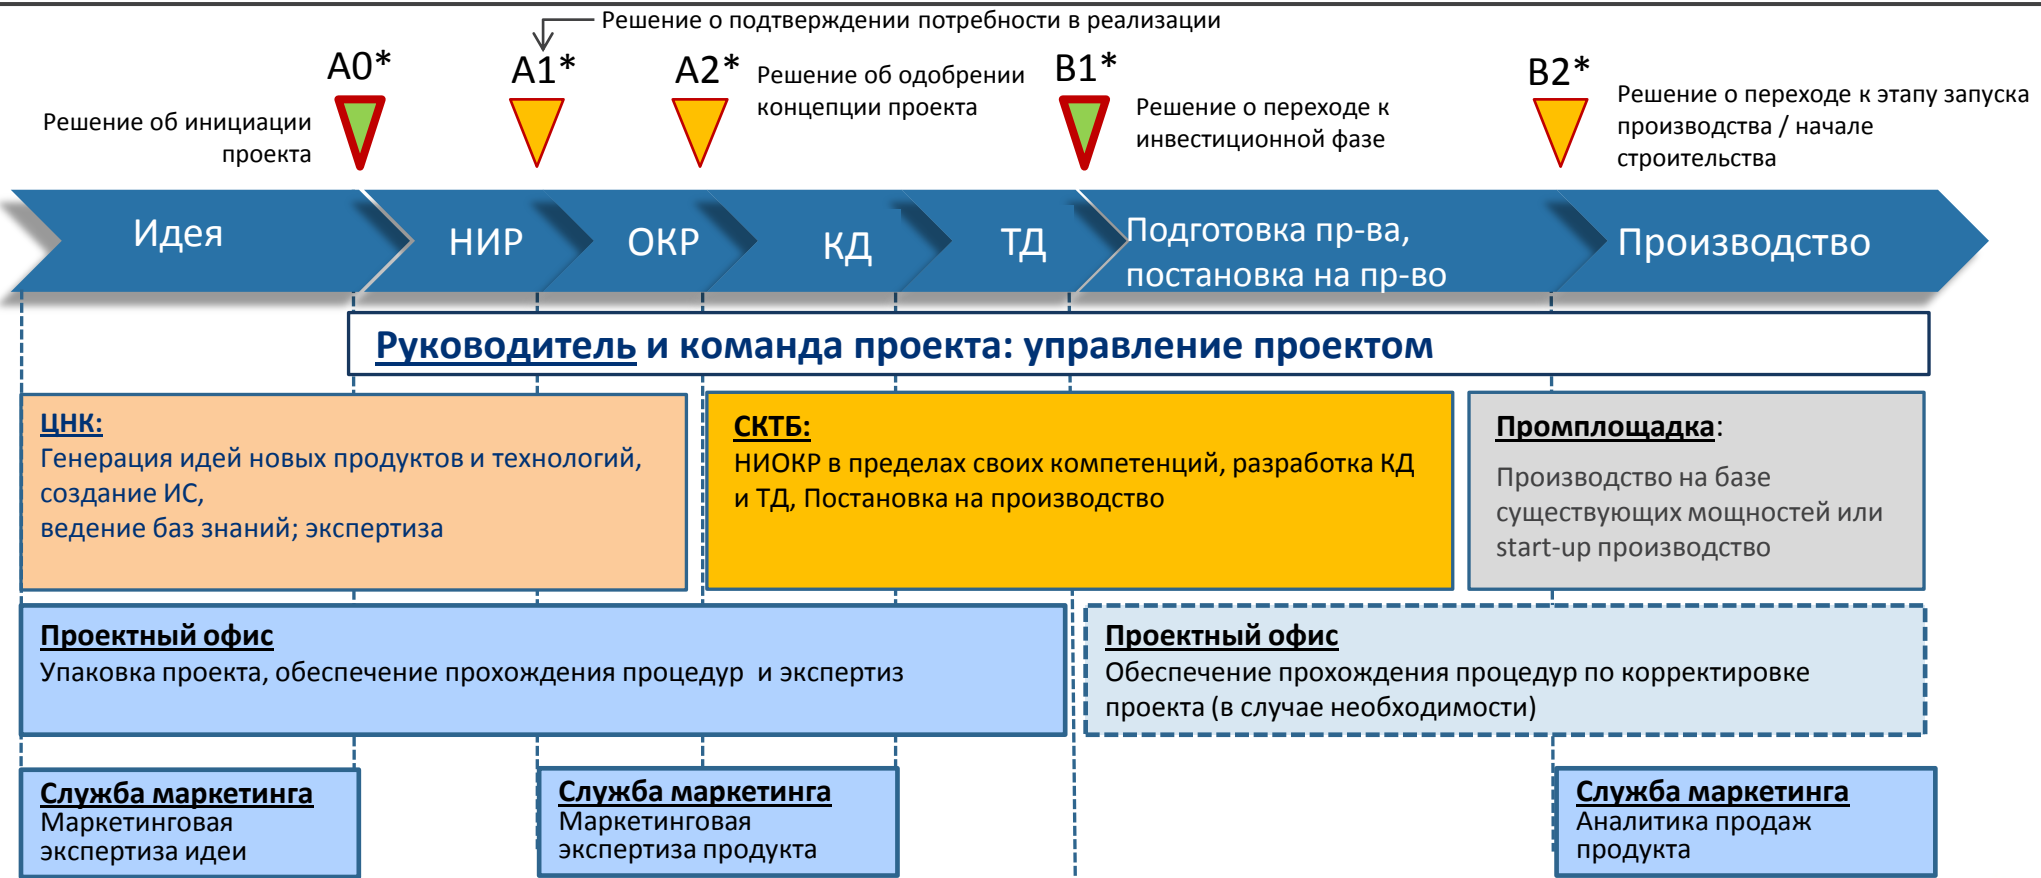 Решение о подтверждении потребности в реализации
А0*
А1*
А2*
В1*
В2*
Решение об инициации
проекта
Решение об одобрении
концепции проекта
Решение о переходе к
инвестиционной фазе
Решение о переходе к этапу запуска
производства / начале
строительства
Идея
НИР
ОКР
КД
ТД
Подготовка пр-ва,
постановка на пр-во
Производство
Руководитель и команда проекта: управление проектом
ЦНК:
Генерация идей новых продуктов и технологий,
создание ИС,
ведение баз знаний; экспертиза
СКТБ:
НИОКР в пределах своих компетенций, разработка КД
и ТД, Постановка на производство
Промплощадка:
Производство на базе
существующих мощностей или
start-up производство
Проектный офис
Упаковка проекта, обеспечение прохождения процедур и экспертиз
Проектный офис
Обеспечение прохождения процедур по корректировке
проекта (в случае необходимости)
Служба маркетинга
Маркетинговая
экспертиза идеи
Служба маркетинга
Маркетинговая
экспертиза продукта
Служба маркетинга
Аналитика продаж
продукта